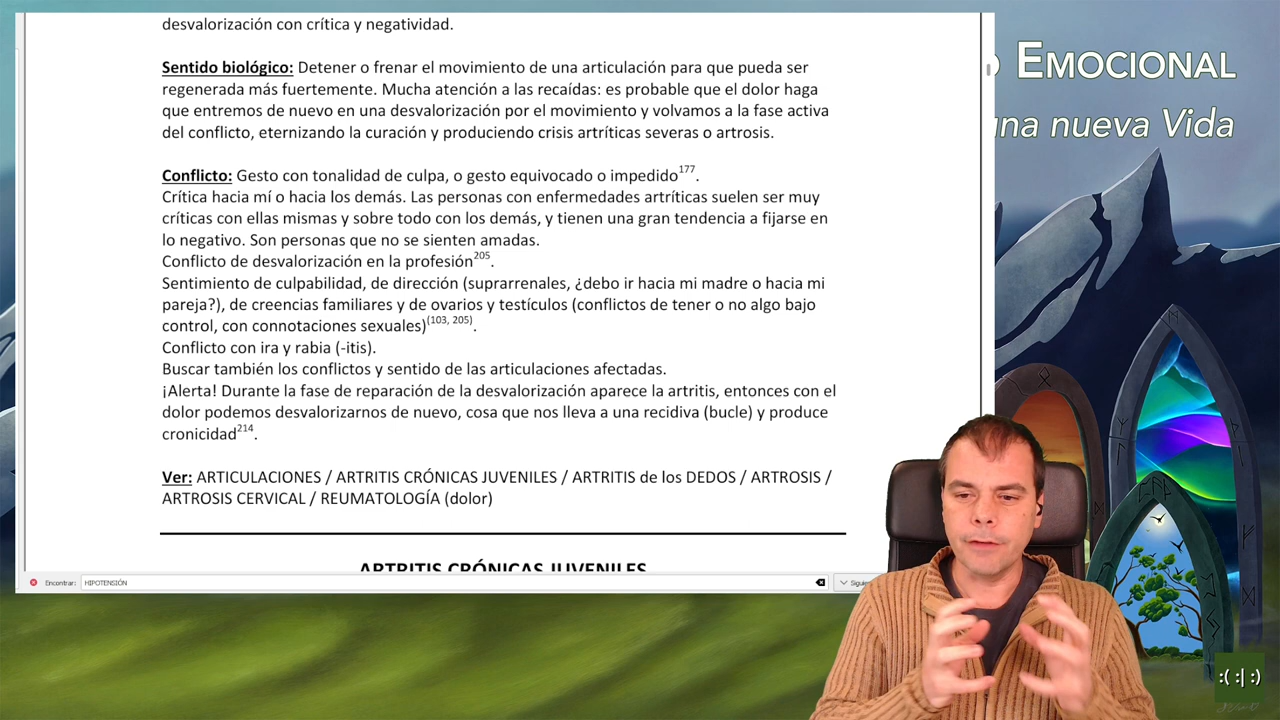 desvalorización con crítica y negatividad.
Sentido biológico: Detener o frenar el movimiento de una articulación para que pueda ser
regenerada más fuertemente. Mucha atención a las recaídas: es probable que el dolor haga
que entremos de nuevo en una desvalorización por el movimiento y volvamos a la fase activa
del conflicto, eternizando la curación y produciendo crisis artríticas severas o artrosis.
Conflicto: Gesto con tonalidad de culpa, o gesto equivocado o impedido177.
Crítica hacia mí o hacia los demás. Las personas con enfermedades artríticas suelen ser muy
críticas con ellas mismas y sobre todo con los demás, y tienen una gran tendencia a fijarse en
lo negativo. Son personas que no se sienten amadas.
Conflicto de desvalorización en la profesión205.
Sentimiento de culpabilidad, de dirección (suprarrenales, ¿debo ir hacia mi madre o hacia mi
pareja?), de creencias familiares y de ovarios y testículos (conflictos de tener o no algo bajo
control, con connotaciones sexuales)(103, 205).
Conflicto con ira y rabia (-itis).
Buscar también los conflictos y sentido de las articulaciones afectadas.
¡Alerta! Durante la fase de reparación de la desvalorización aparece la artritis, entonces con el
dolor podemos desvalorizarnos de nuevo, cosa que nos lleva a una recidiva (bucle) y produce
cronicidad214.
Ver: ARTICULACIONES / ARTRITIS CRÓNICAS JUVENILES / ARTRITIS de los DEDOS / ARTROSIS /
ARTROSIS CERVICAL / REUMATOLOGÍA (dolor)
ARTRITIS CRÓNICAS JUVENILES
Encontrar: HIPOTENSIÓN
EMOCIONAL
una nueva Vida
:( :| :)